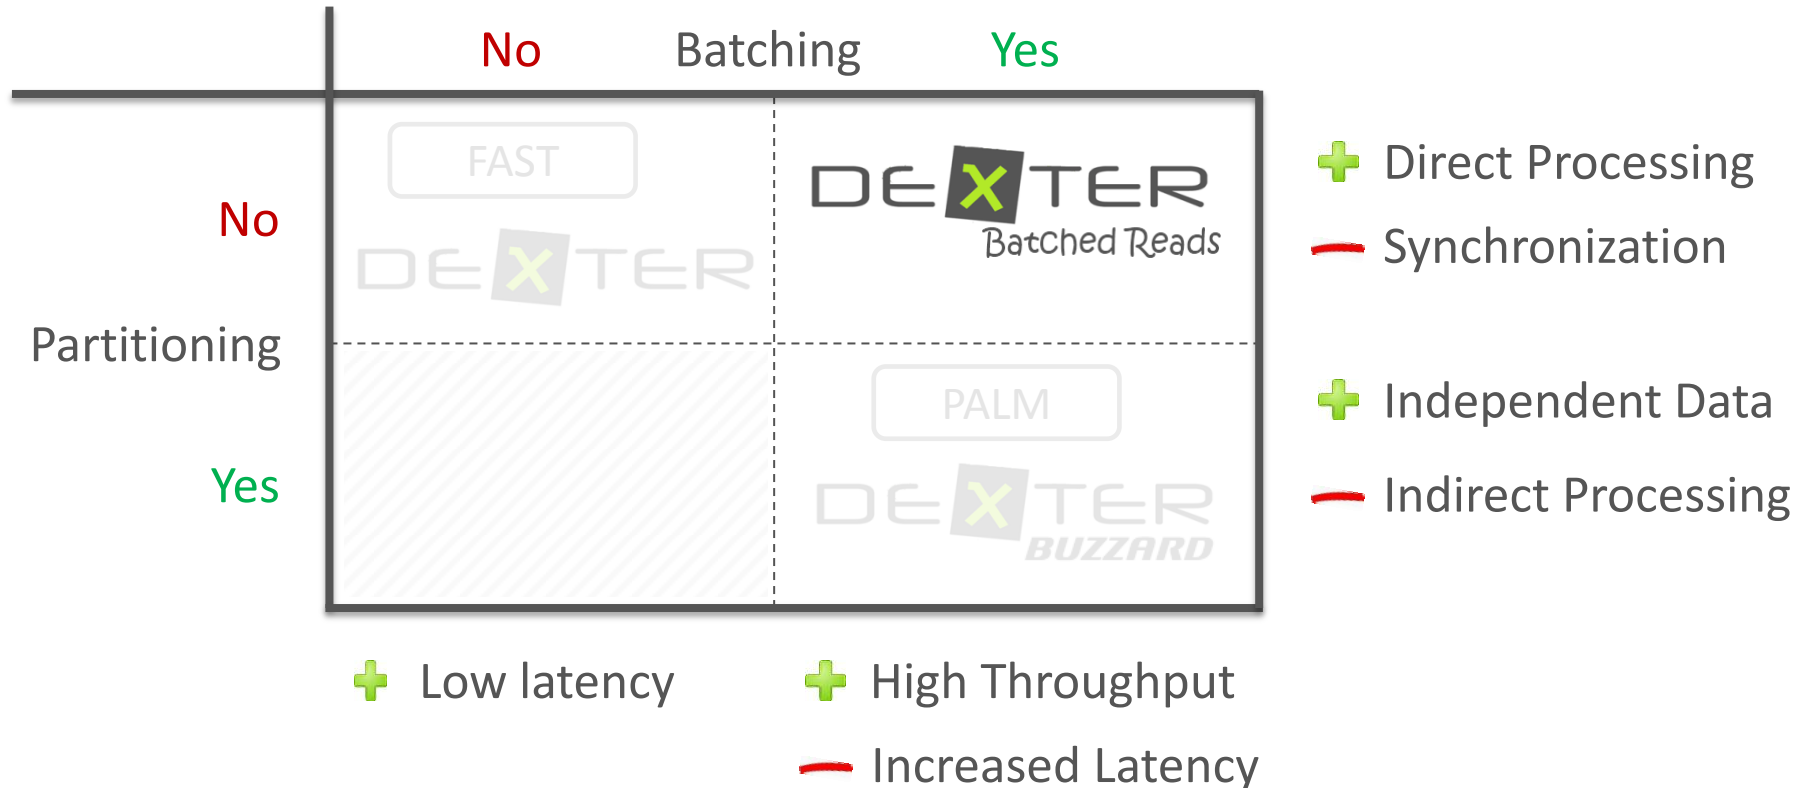 No Batching Yes
No
Partitioning
Yes
FAST
DEXTER
DEXTER
Batched Reads
PALM
DEXTER
BUZZARD
Direct Processing
Synchronization
Independent Data
Indirect Processing
Low latency
High Throughput
Increased Latency